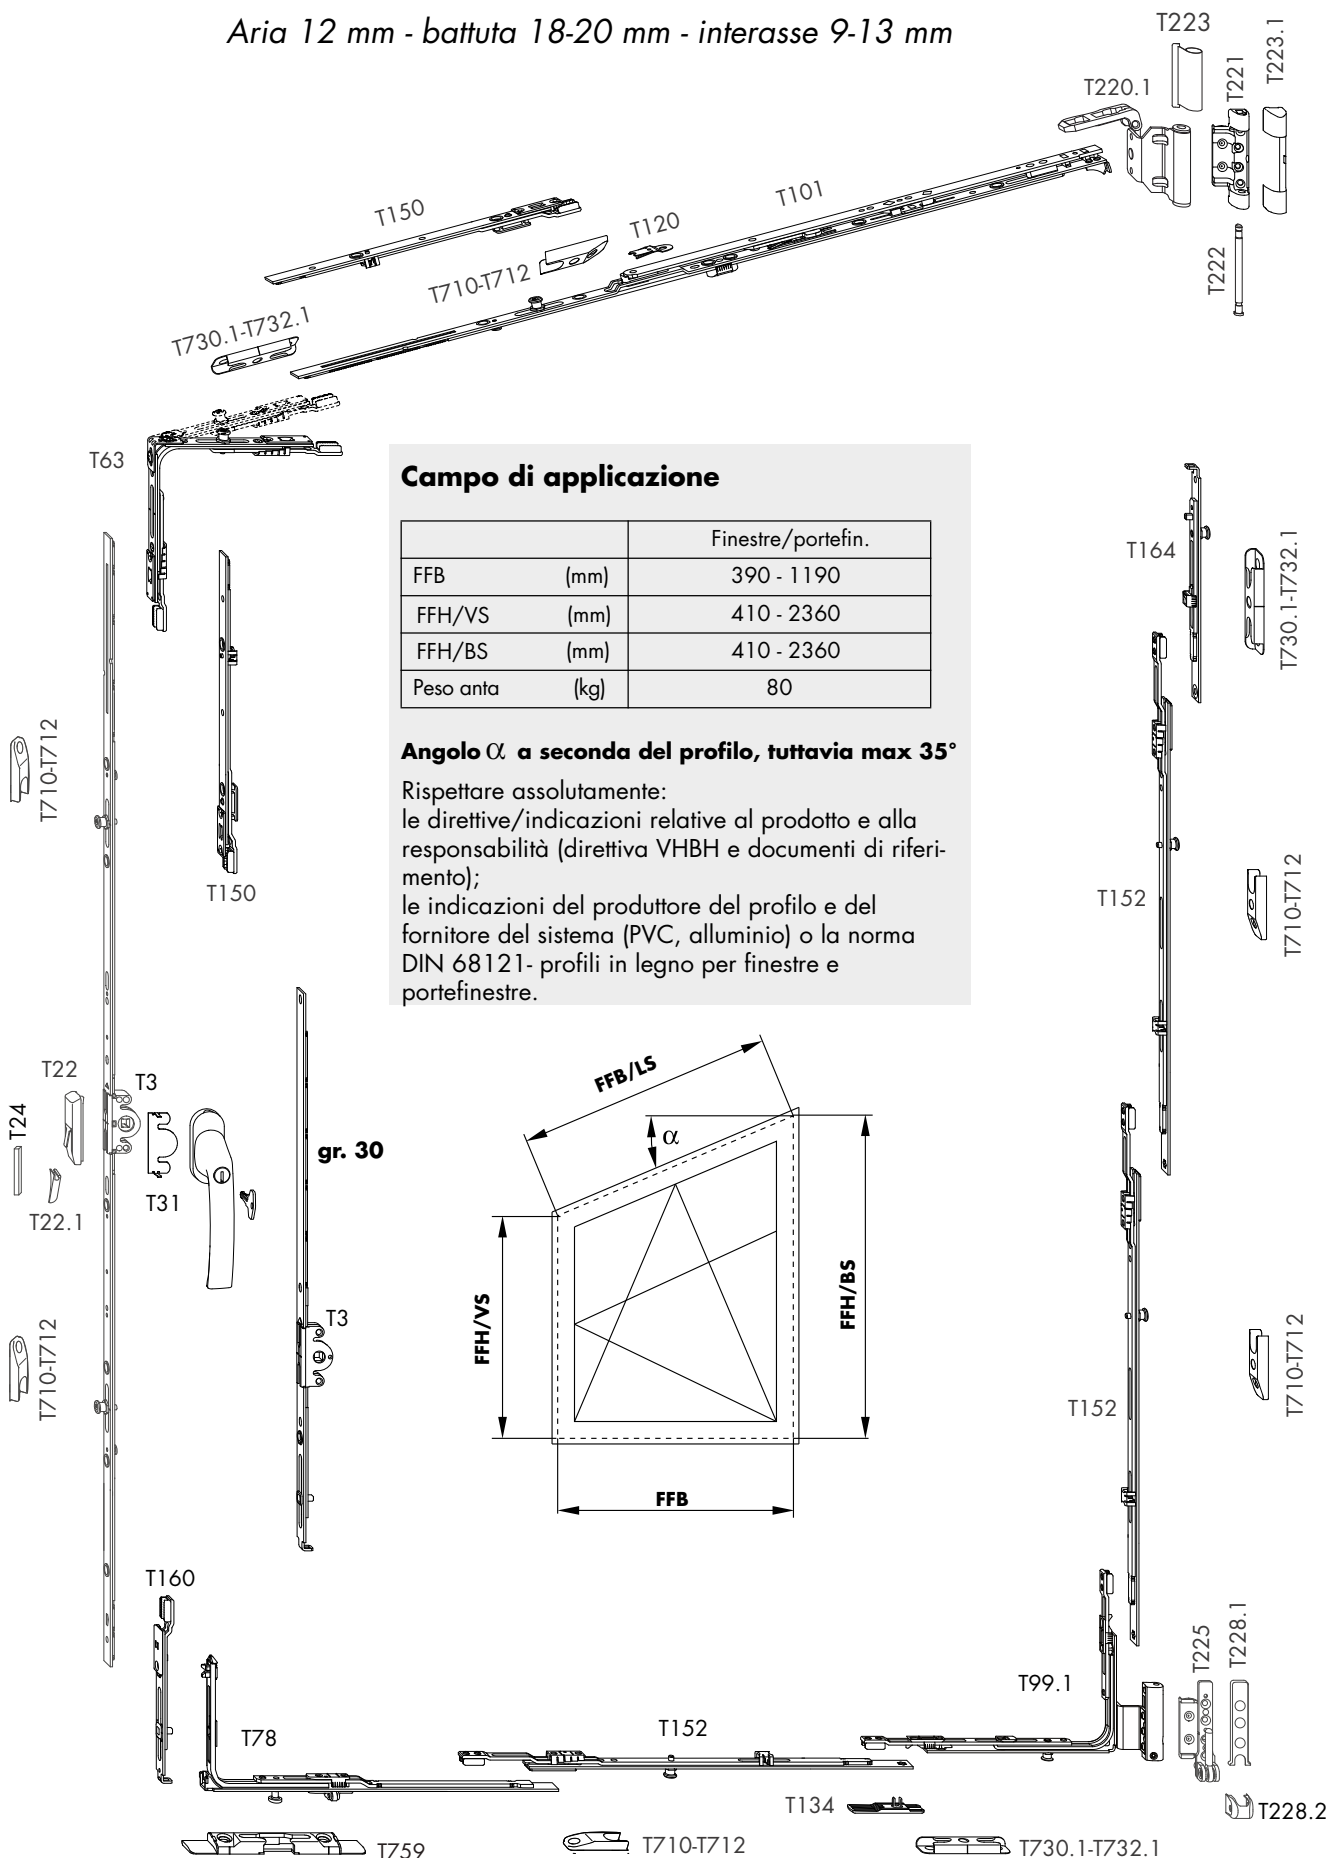 Aria 12 mm - battuta 18-20 mm - interasse 9-13 mm
T223
T220.1
T221
T223.1
T150
T120
T101
T710-T712
T222
T730.1-T732.1
T63
Campo di applicazione
Finestre/portefin.
FFB (mm) 390 - 1190
FFH/VS (mm) 410 - 2360
FFH/BS (mm) 410 - 2360
Peso anta (kg) 80
Angolo α a seconda del profilo, tuttavia max 35°
Rispettare assolutamente:
le direttive/indicazioni relative al prodotto e alla
responsabilità (direttiva VHBH e documenti di riferi-
mento);
le indicazioni del produttore del profilo e del
fornitore del sistema (PVC, alluminio) o la norma
DIN 68121- profili in legno per finestre e
portefinestre.
T164
T730.1-T732.1
T710-T712
T150
T152
T710-T712
T22
T3
T24
T31
T22.1
gr. 30
FFB/LS
α
FFH/VS
FFH/BS
FFB
T3
T710-T712
T152
T710-T712
T160
T78
T152
T99.1
T225
T228.1
T134
T228.2
T759
T710-T712
T730.1-T732.1